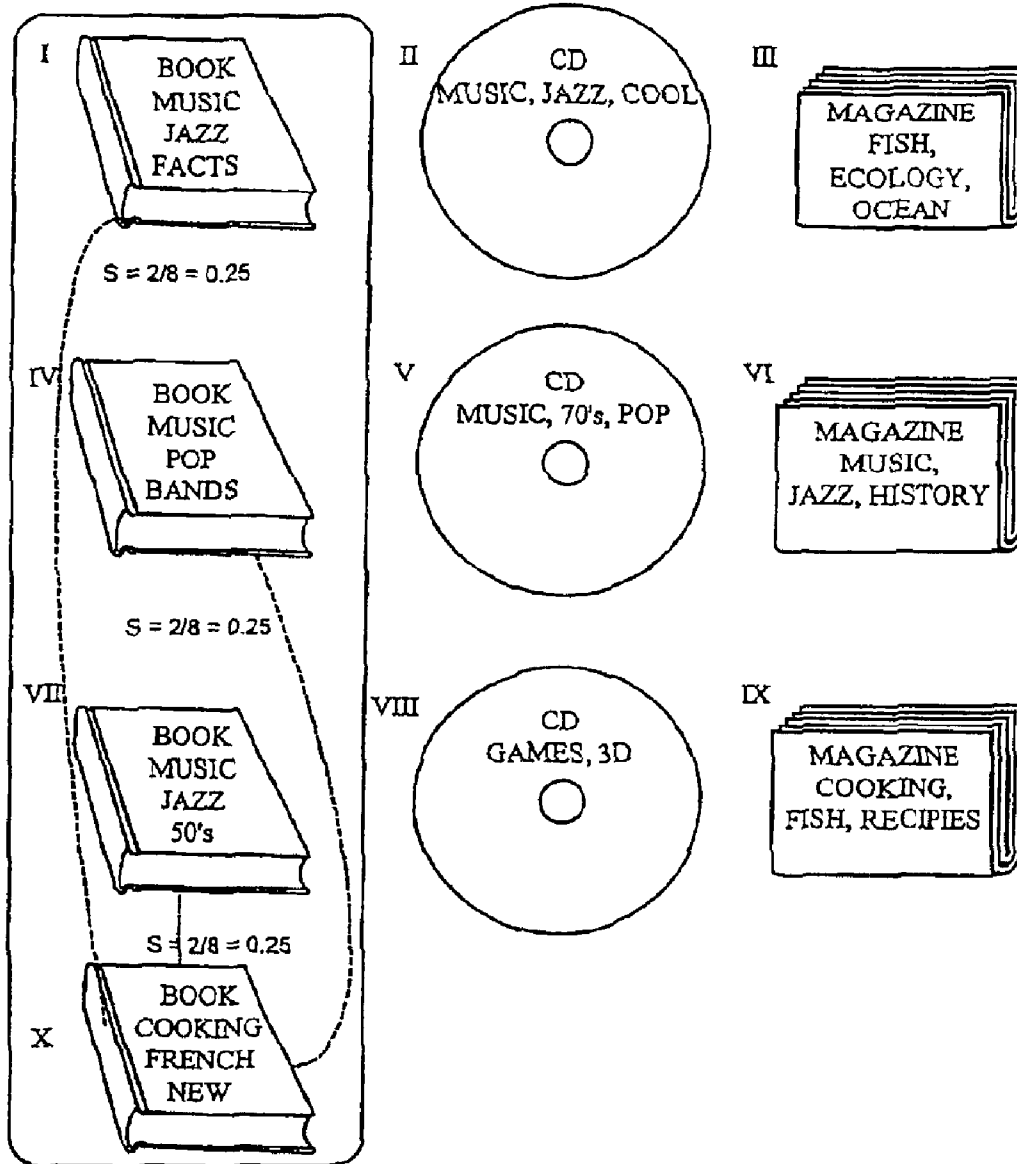 I
BOOK
MUSIC
JAZZ
FACTS
II
CD
MUSIC, JAZZ, COOL
III
MAGAZINE
FISH,
ECOLOGY,
OCEAN
S = 2/8 = 0.25
IV
BOOK
MUSIC
POP
BANDS
V
CD
MUSIC, 70's, POP
VI
MAGAZINE
MUSIC,
JAZZ, HISTORY
S = 2/8 = 0.25
VII
BOOK
MUSIC
JAZZ
50's
VIII
CD
GAMES, 3D
IX
MAGAZINE
COOKING,
FISH, RECIPIES
S = 2/8 = 0.25
X
BOOK
COOKING
FRENCH
NEW